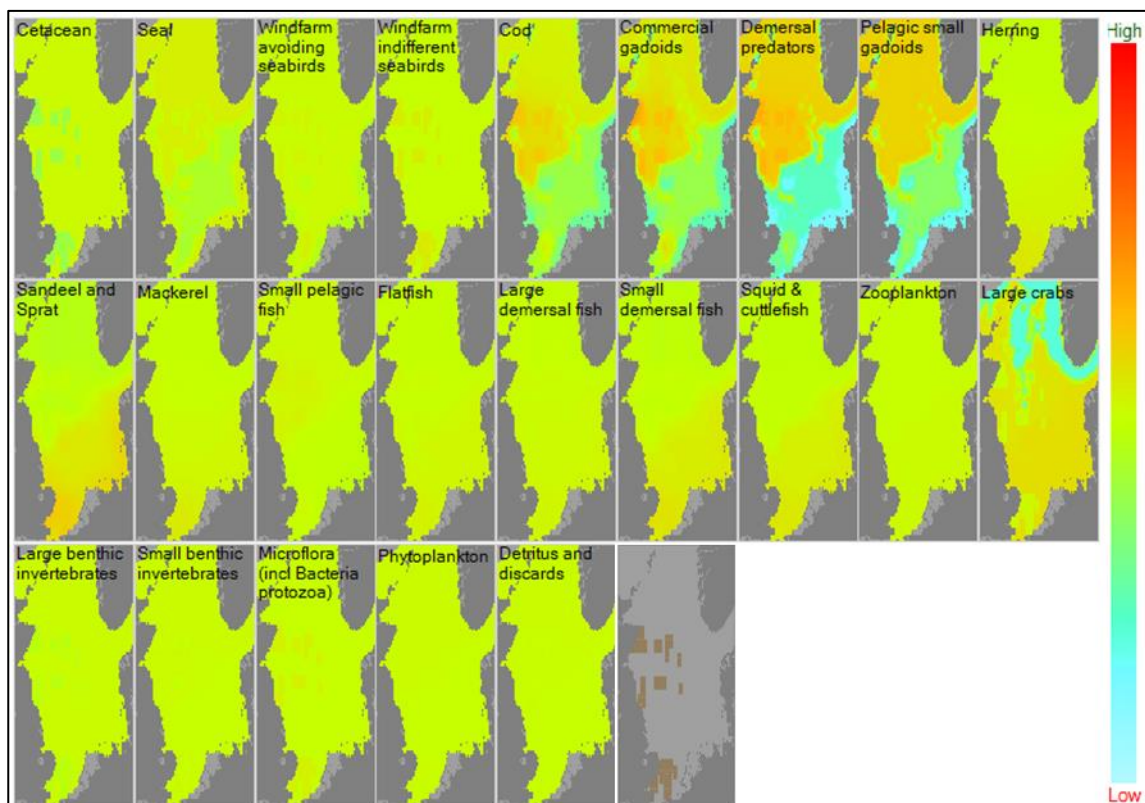 Cetacean
Seal
Windfarm
avoiding
seabirds
Windfarm
indifferent
seabirds
Cod
Commercial
gadoids
Demersal
predators
Pelagic small
gadoids
Herring
High
Sandeel and
Sprat
Mackerel
Small pelagic
fish
Flatfish
Large
demersal fish
Small
demersal fish
Squid &
cuttlefish
Zooplankton
Large crabs
Large benthic
invertebrates
Small benthic
invertebrates
Microflora
(incl Bacteria
protozoa)
Phytoplankton
Detritus and
discards
Low